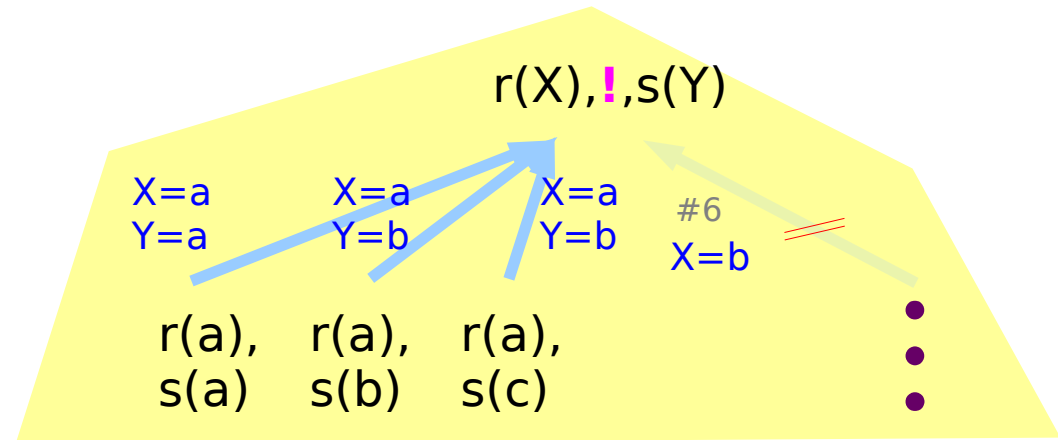 r(X),!,s(Y)
X=a
Y=a
X=a
Y=b
X=a
Y=b
#6
X=b
r(a),
s(a)
r(a),
s(b)
r(a),
s(c)